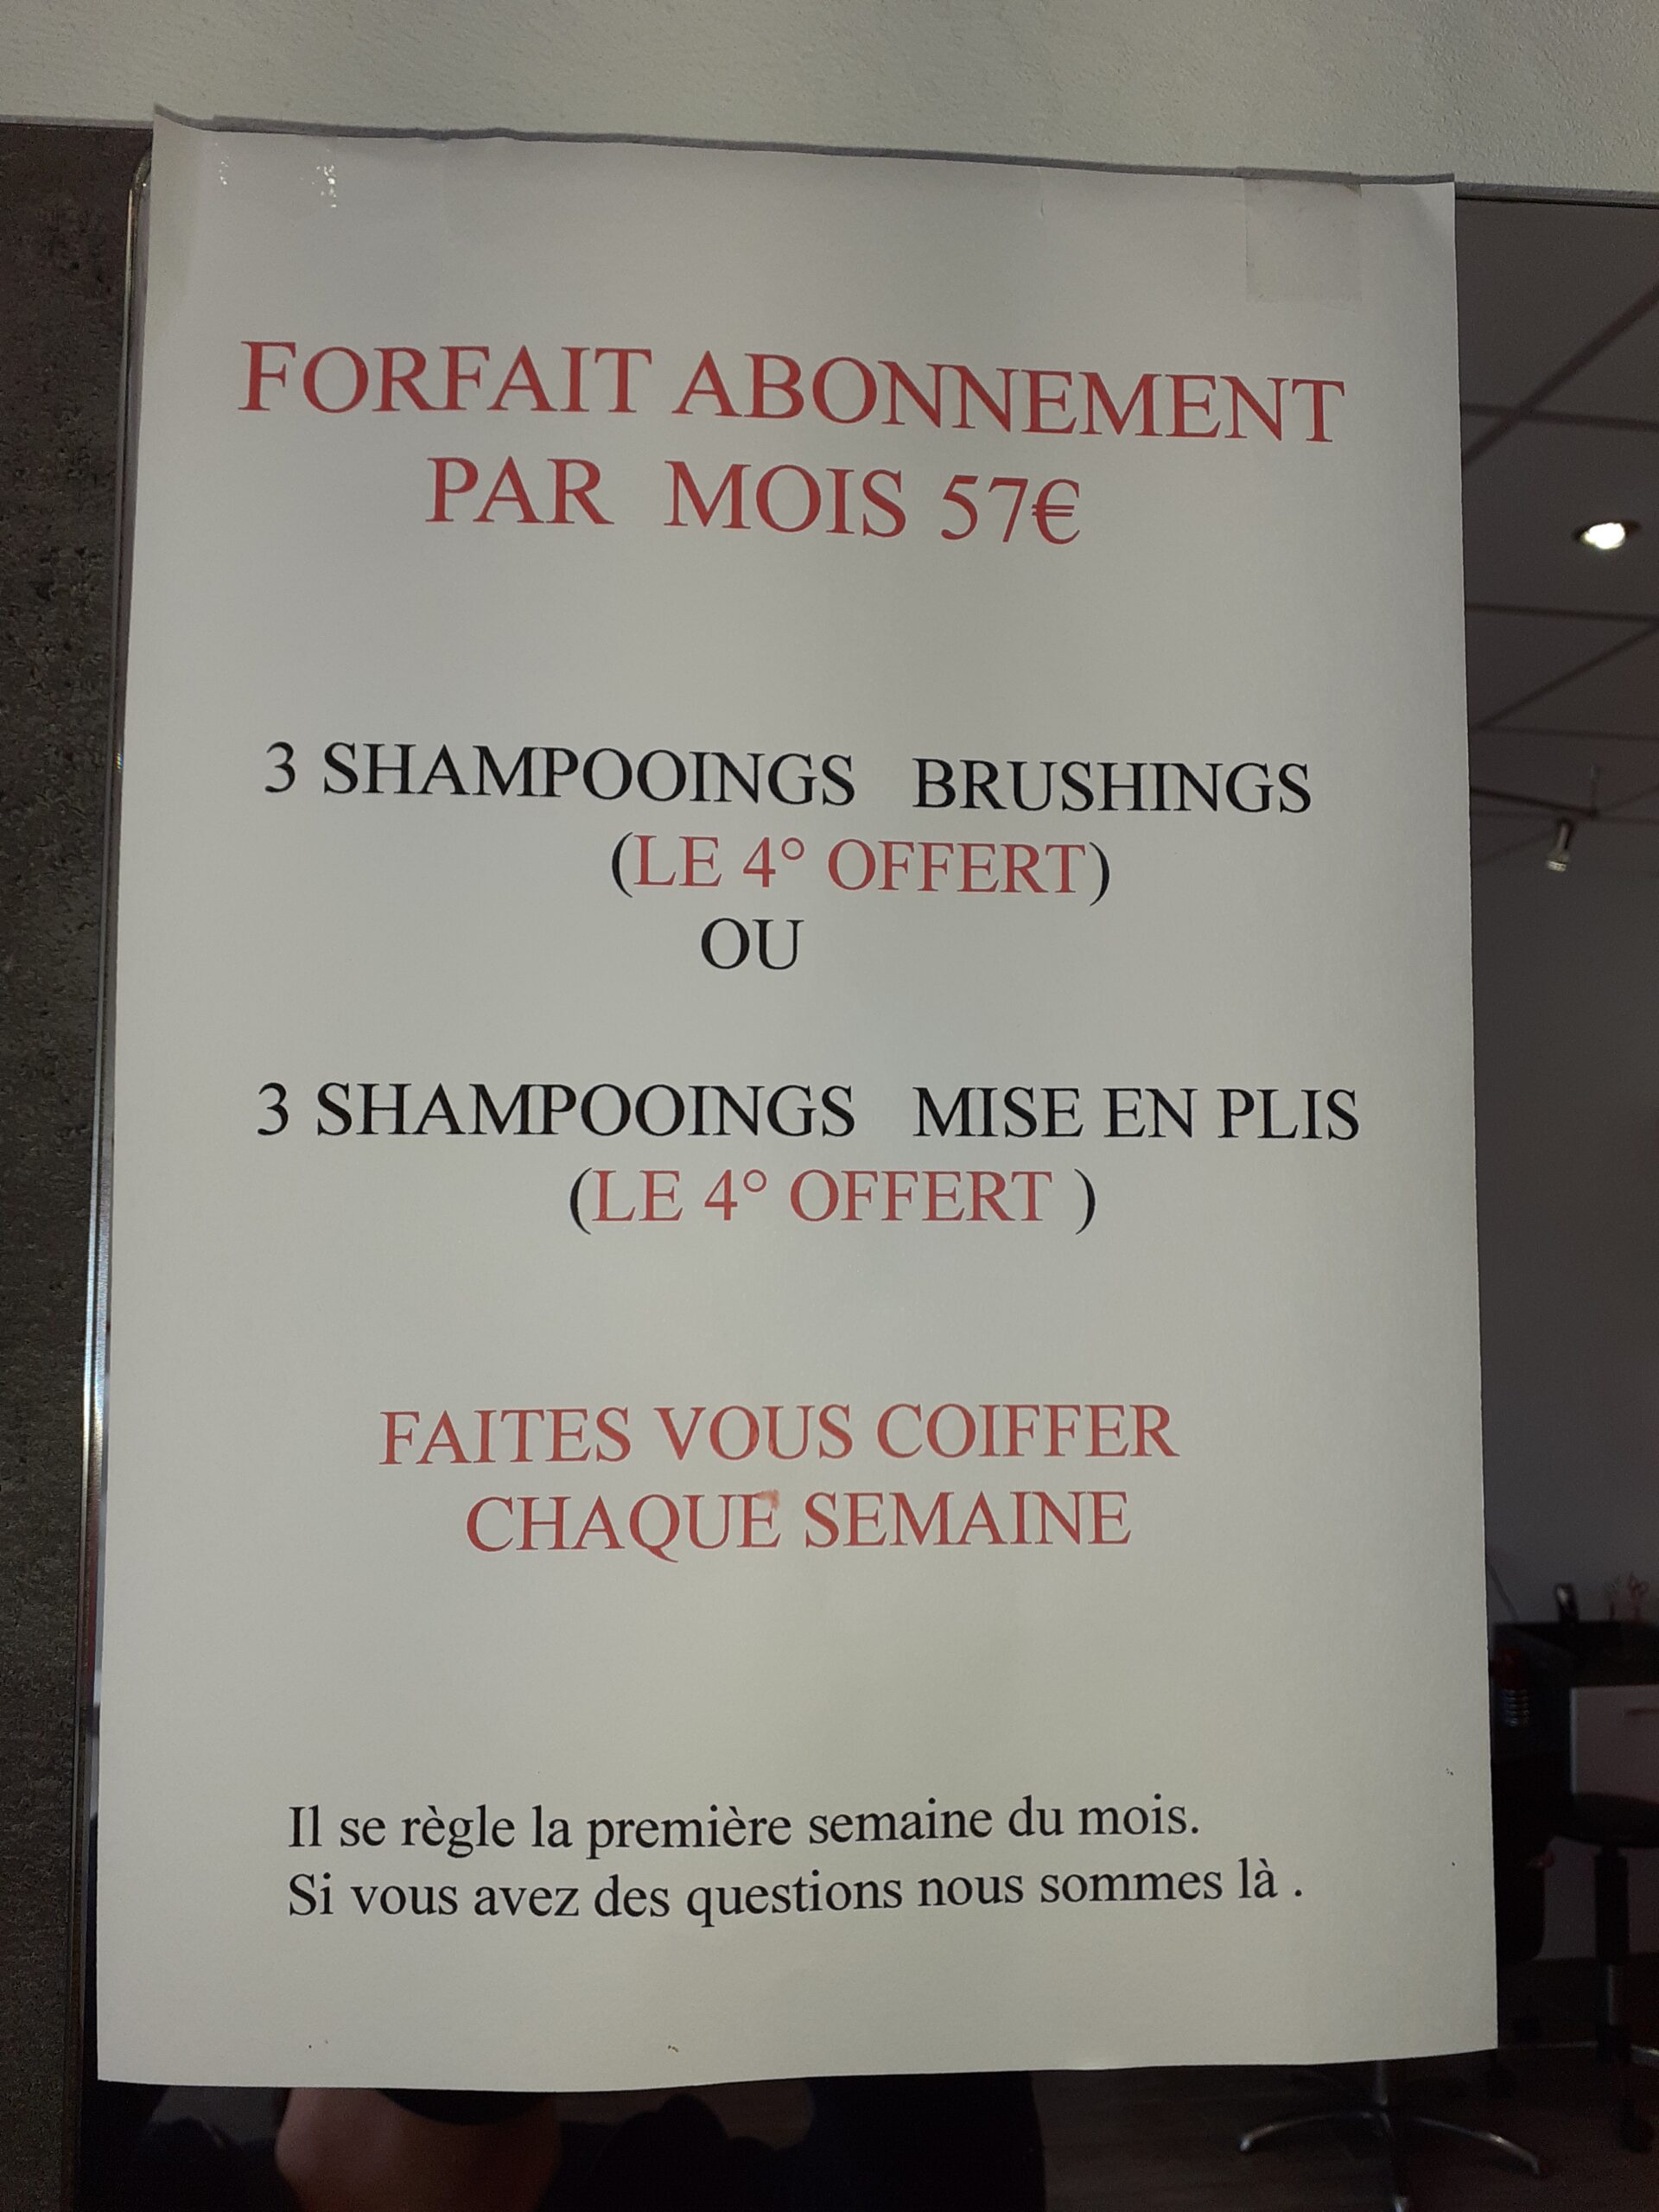 FORFAIT ABONNEMENT
PAR MOIS 57€
3 SHAMPOOINGS BRUSHINGS
(LE 4° OFFERT)
OU
3 SHAMPOOINGS MISE EN PLIS
(LE 4° OFFERT )
FAITES VOUS COIFFER
CHAQUE SEMAINE
Il se règle la première semaine du mois.
Si vous avez des questions nous sommes là .